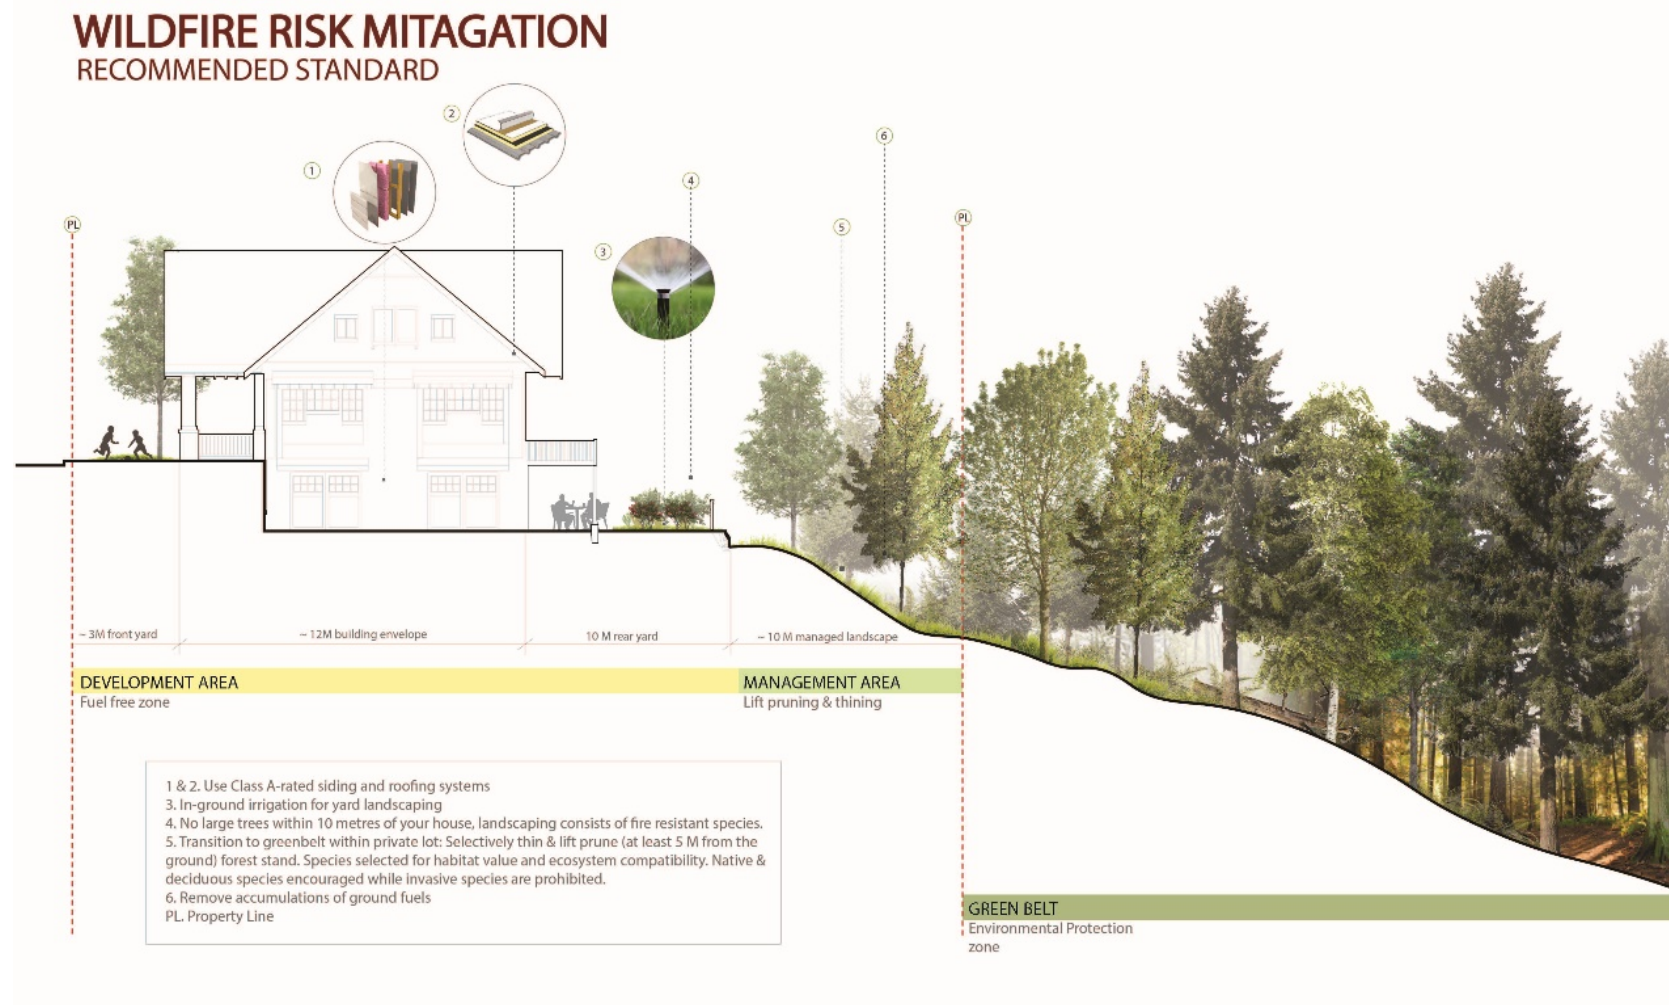 WILDFIRE RISK MITAGATION
RECOMMENDED STANDARD
2
1
4
6
3
5
PL
PL
~ 3M front yard
~ 12M building envelope
10 M rear yard
~ 10 M managed landscape
DEVELOPMENT AREA
Fuel free zone
MANAGEMENT AREA
Lift pruning & thining
1 & 2. Use Class A-rated siding and roofing systems
3. In-ground irrigation for yard landscaping
4. No large trees within 10 metres of your house, landscaping consists of fire resistant species.
5. Transition to greenbelt within private lot: Selectively thin & lift prune (at least 5 M from the
ground) forest stand. Species selected for habitat value and ecosystem compatibility. Native &
deciduous species encouraged while invasive species are prohibited.
6. Remove accumulations of ground fuels
PL. Property Line
GREEN BELT
Environmental Protection
zone